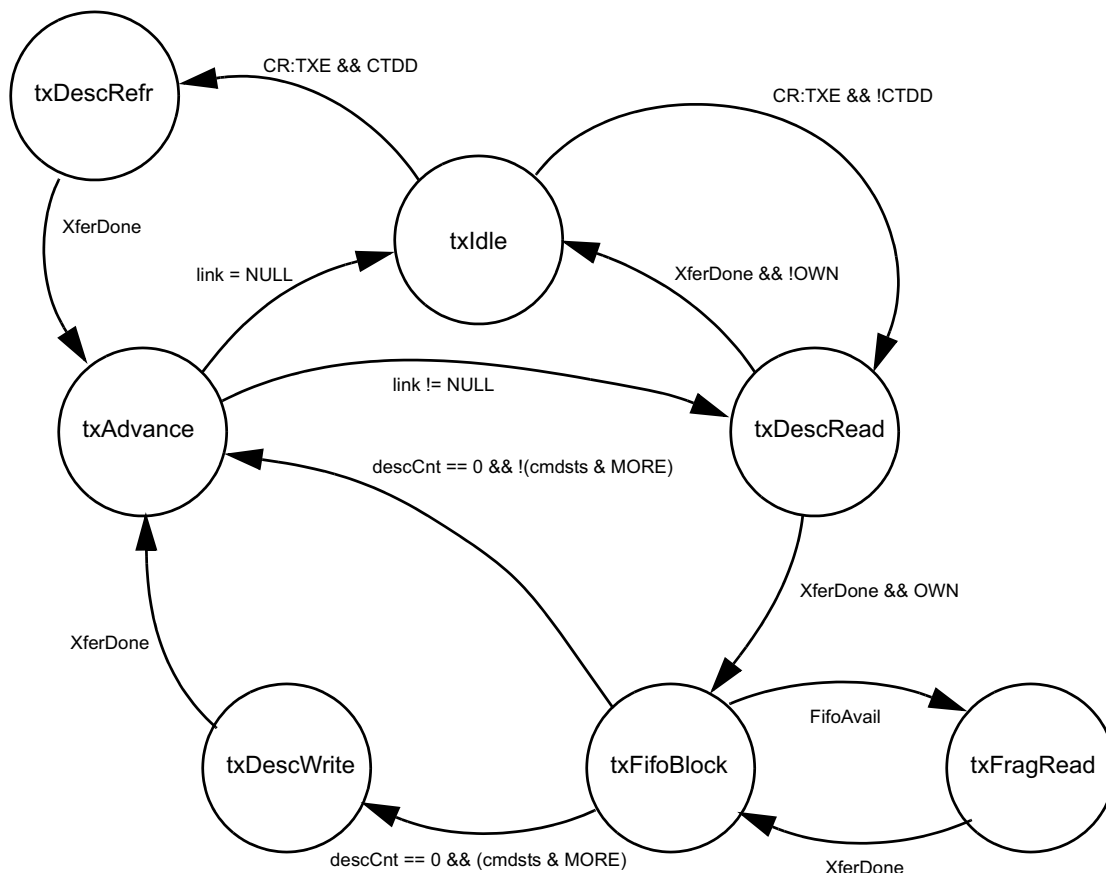 CR:TXE && CTDD
txDescRefr
CR:TXE && !CTDD
XferDone
txIdle
link = NULL
XferDone && !OWN
link != NULL
txAdvance
txDescRead
descCnt == 0 && !(cmdsts & MORE)
XferDone && OWN
XferDone
FifoAvail
txDescWrite
txFifoBlock
txFragRead
descCnt == 0 && (cmdsts & MORE)
XferDone